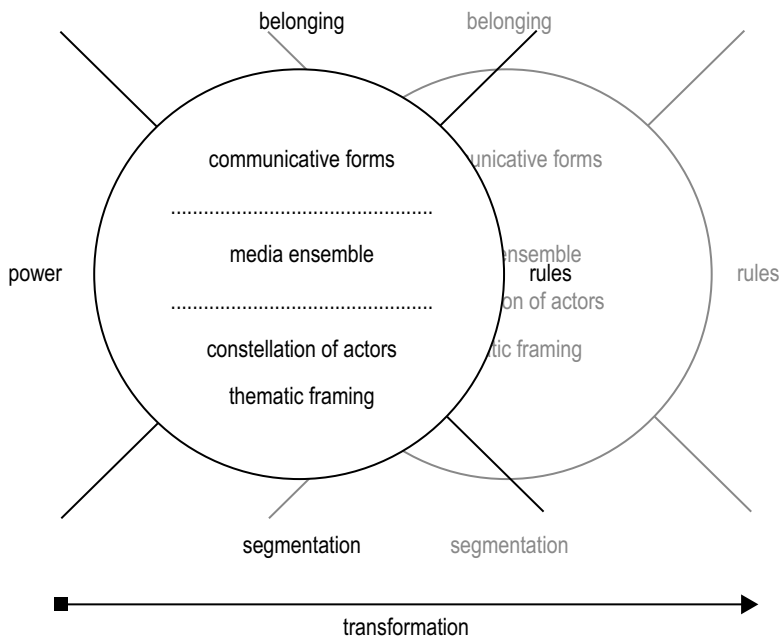 belonging belonging
communicative forms unicative forms
media ensemble ensemble
power rules rules
on of actors
constellation of actors tic framing
thematic framing
segmentation segmentation
transformation